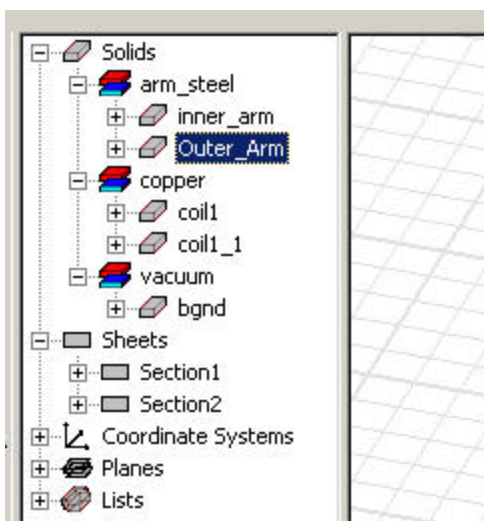 Solids
arm_steel
inner_arm
Outer_Arm
copper
coil1
coil1_1
vacuum
bgnd
Sheets
Section1
Section2
Coordinate Systems
Planes
Lists